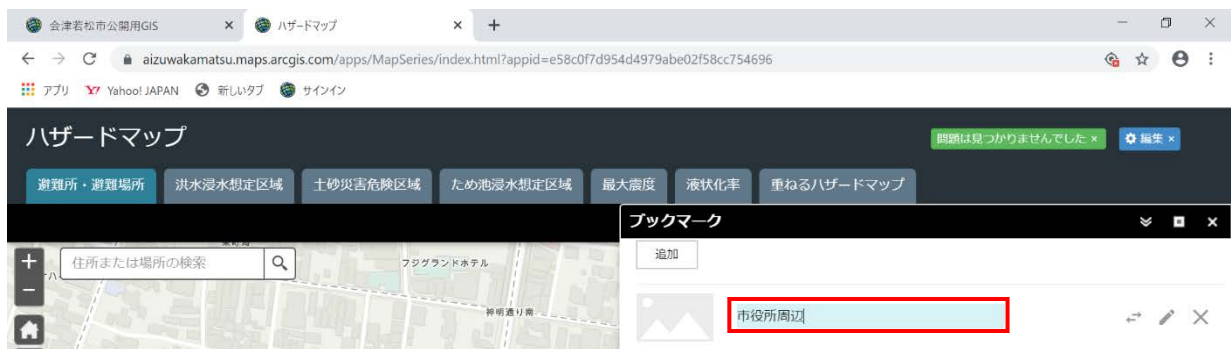 会津若松市公開用GIS
ハザードマップ
aizuwakamatsu.maps.arcgis.com/apps/MapSeries/index.html?appid=e58c0f7d954d4979abe02f58cc754696
アプリ Yahoo! JAPAN 新しいタブ サインイン
ハザードマップ
問題は見つかりませんでした × 編集 ×
避難所・避難場所 洪水浸水想定区域 土砂災害危険区域 ため池浸水想定区域 最大震度 液状化率 重ねるハザードマップ
ブックマーク
追加
住所または場所の検索
フジグランドホテル
神明通り南
市役所周辺